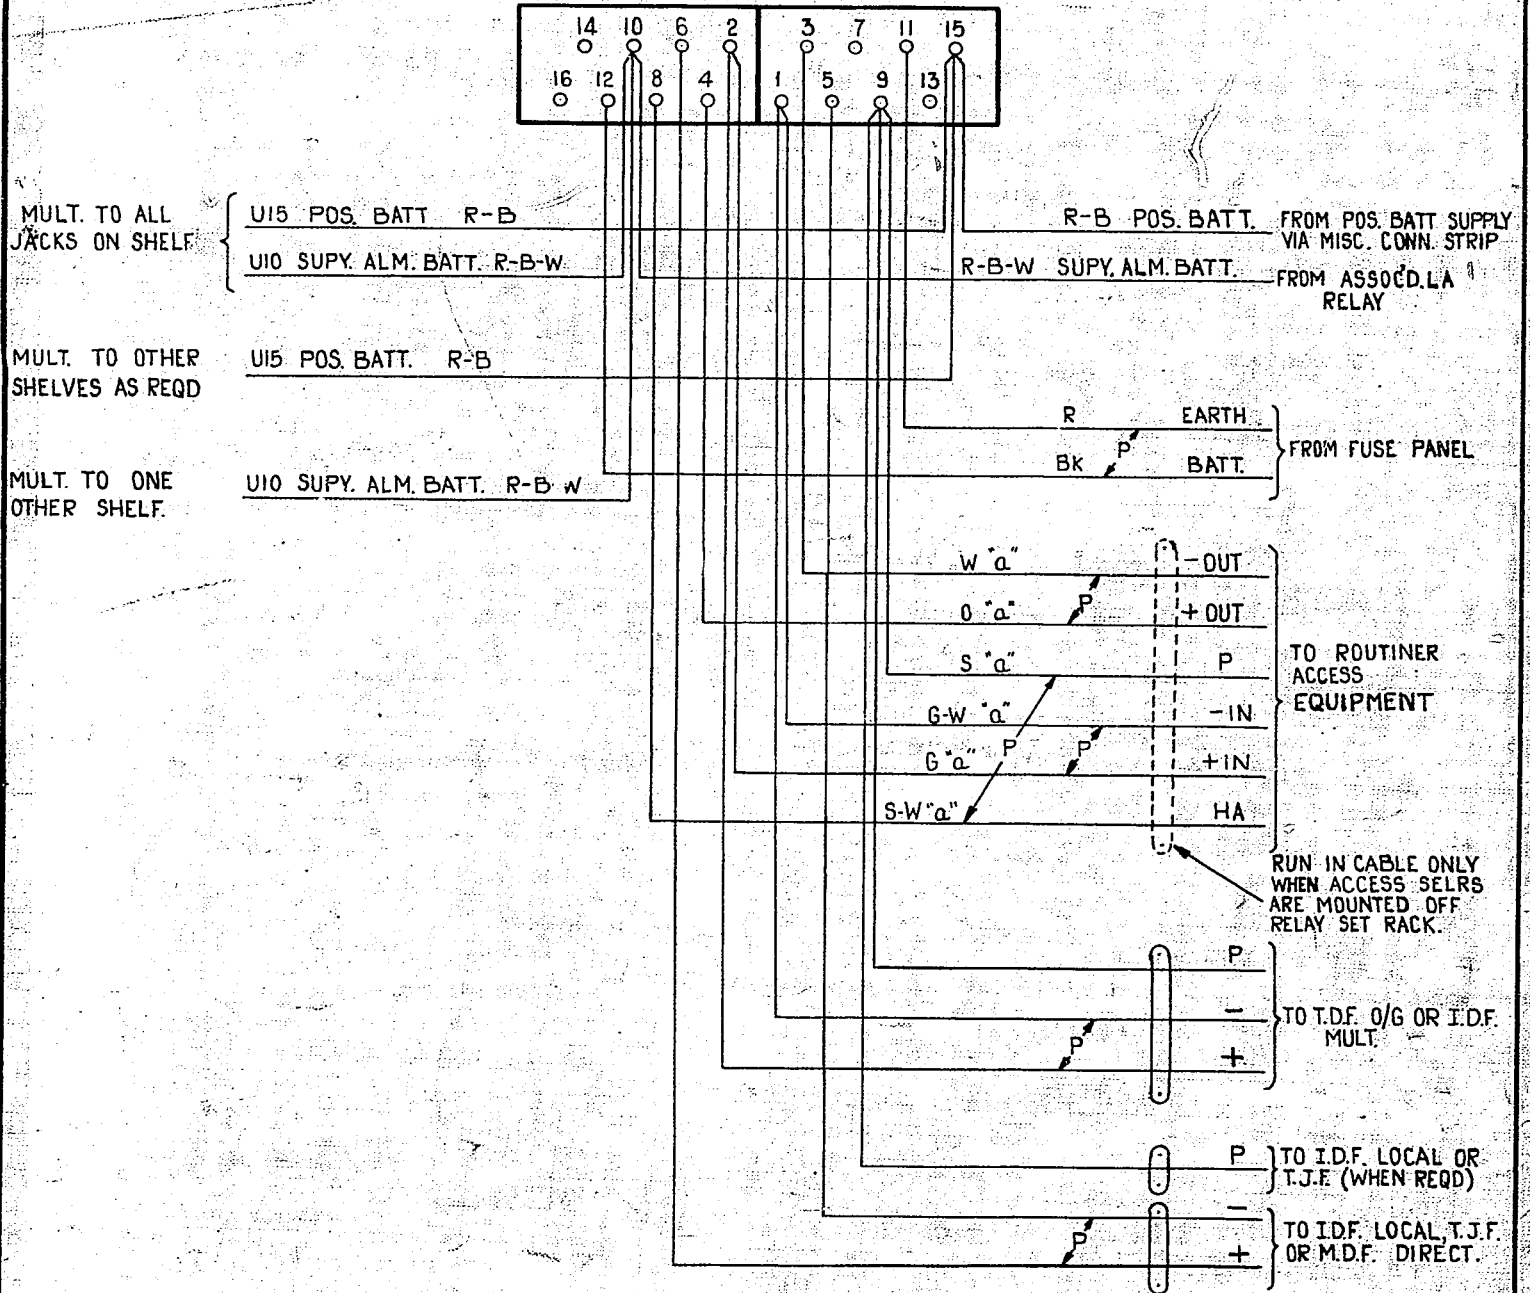 14 10 6 2 3 7 11 15
16 12 8 4 1 5 9 13
MULT. TO ALL
JACKS ON SHELF
U15 POS. BATT R-B
U10 SUPY. ALM. BATT. R-B-W
R-B POS. BATT.
FROM POS. BATT SUPPLY
VIA MISC. CONN. STRIP
R-B-W SUPY. ALM. BATT.
FROM ASSOC'D. LA
RELAY
MULT. TO OTHER
SHELVES AS REQD
U15 POS. BATT. R-B
R EARTH
P
BK BATT.
FROM FUSE PANEL
MULT. TO ONE
OTHER SHELF.
U10 SUPY. ALM. BATT. R-B W
W "a" -OUT
P
O "a" + OUT
S "a" P
G-W "a" -IN
P P
G "a" +IN
S-W "a" HA
TO ROUTINER
ACCESS
EQUIPMENT
RUN IN CABLE ONLY
WHEN ACCESS SELRS
ARE MOUNTED OFF
RELAY SET RACK.
P
-
P
+
TO T.D.F. O/G OR I.D.F.
MULT.
P
TO I.D.F. LOCAL OR
T.J.F. (WHEN REQD)
-
P
+
TO I.D.F. LOCAL, T.J.F.
OR M.D.F. DIRECT.